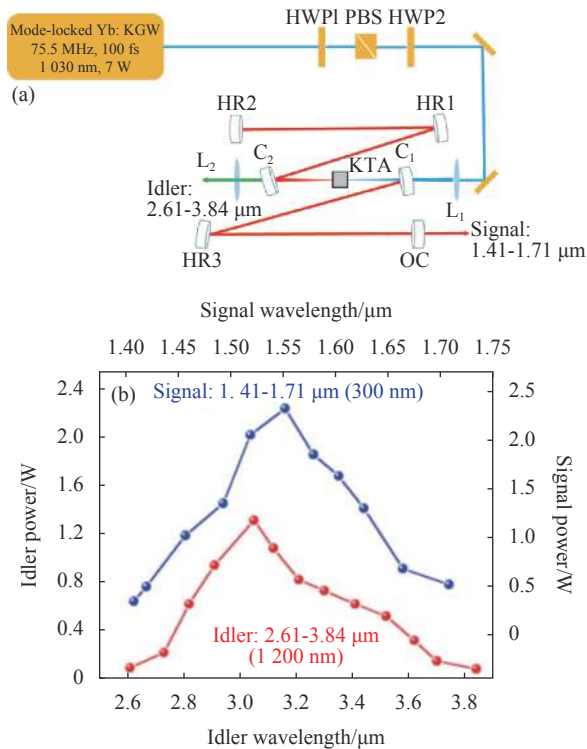 Mode-locked Yb: KGW
75.5 MHz, 100 fs
1 030 nm, 7 W
HWP1 PBS HWP2
(a)
HR2
HR1
L2
C2
KTA
C1
Idler:
2.61-3.84 μm
L1
Signal:
1.41-1.71 μm
HR3
OC
Signal wavelength/μm
1.40 1.45 1.50 1.55 1.60 1.65 1.70 1.75
(b)
Signal: 1. 41-1.71 μm (300 nm)
Idler power/W
2.4
2.0
1.6
1.2
0.8
0.4
0
Signal power/W
2.5
2.0
1.5
1.0
0.5
0
Idler: 2.61-3.84 μm
(1 200 nm)
2.6 2.8 3.0 3.2 3.4 3.6 3.8
Idler wavelength/μm